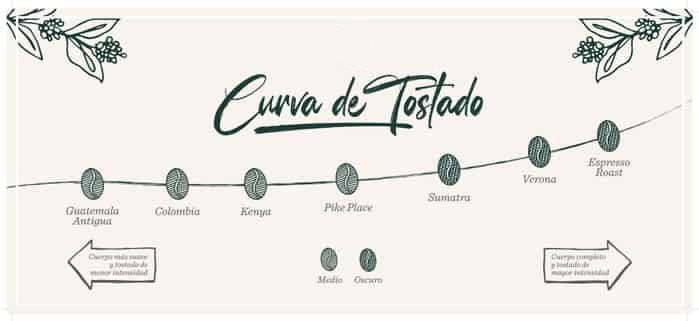 Curva de Tostado
Guatemala
Antigua
Colombia
Kenya
Pike Place
Sumatra
Verona
Espresso
Roast
Cuerpo más suave
y tostado de
menor intensidad
Medio
Oscuro
Cuerpo completo
y tostado de
mayor intensidad